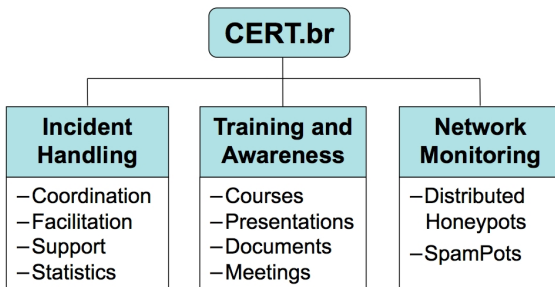 CERT.br
Incident
Handling
–Coordination
–Facilitation
–Support
–Statistics
Training and
Awareness
–Courses
–Presentations
–Documents
–Meetings
Network
Monitoring
–Distributed
Honeypots
–SpamPots